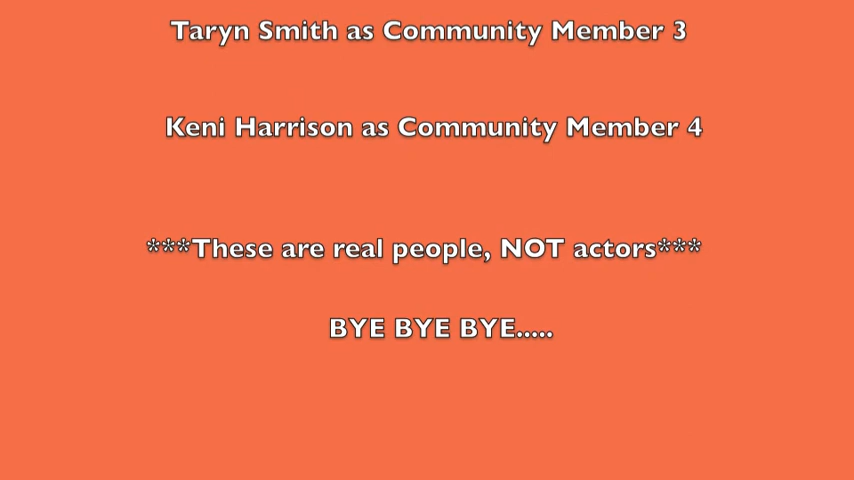 Taryn Smith as Community Member 3
Keni Harrison as Community Member 4
***These are real people, NOT actors***
BYE BYE BYE.....